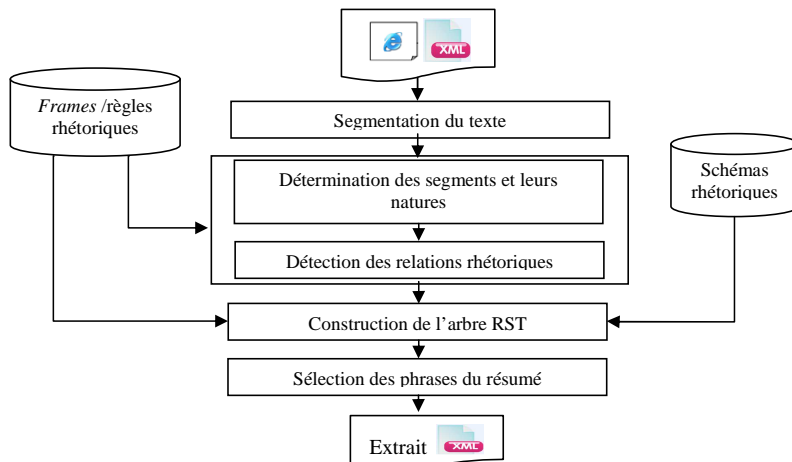 XML
Frames /règles
rhétoriques
Segmentation du texte
Schémas
rhétoriques
Détermination des segments et leurs
natures
Détection des relations rhétoriques
Construction de l’arbre RST
Sélection des phrases du résumé
Extrait XML